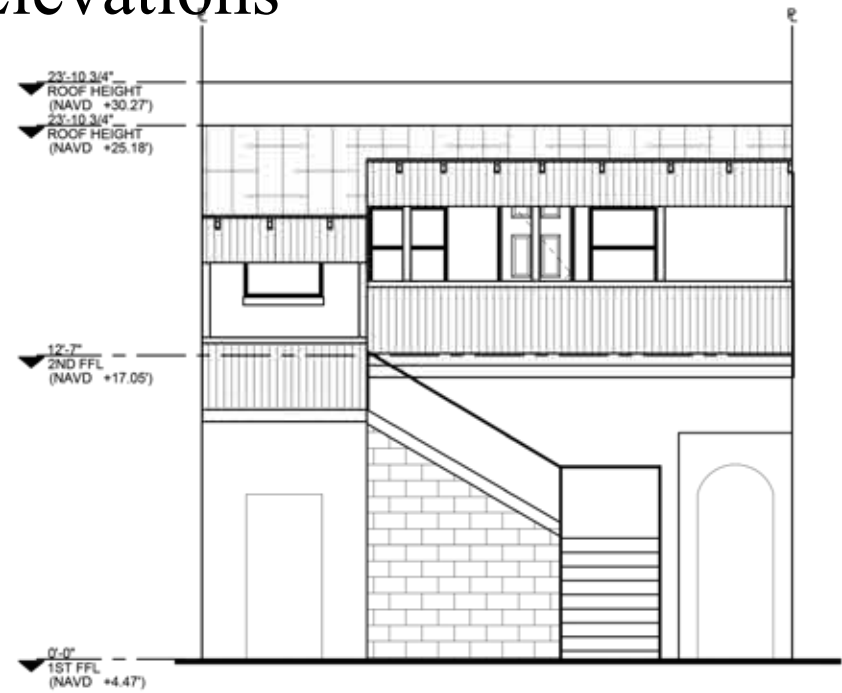 Elevations
℄ ℄
23'-10 3/4"
ROOF HEIGHT
(NAVD +30.27')
23'-10 3/4"
ROOF HEIGHT
(NAVD +25.18')
12'-7"
2ND FFL
(NAVD +17.05')
0'-0"
1ST FFL
(NAVD +4.47')